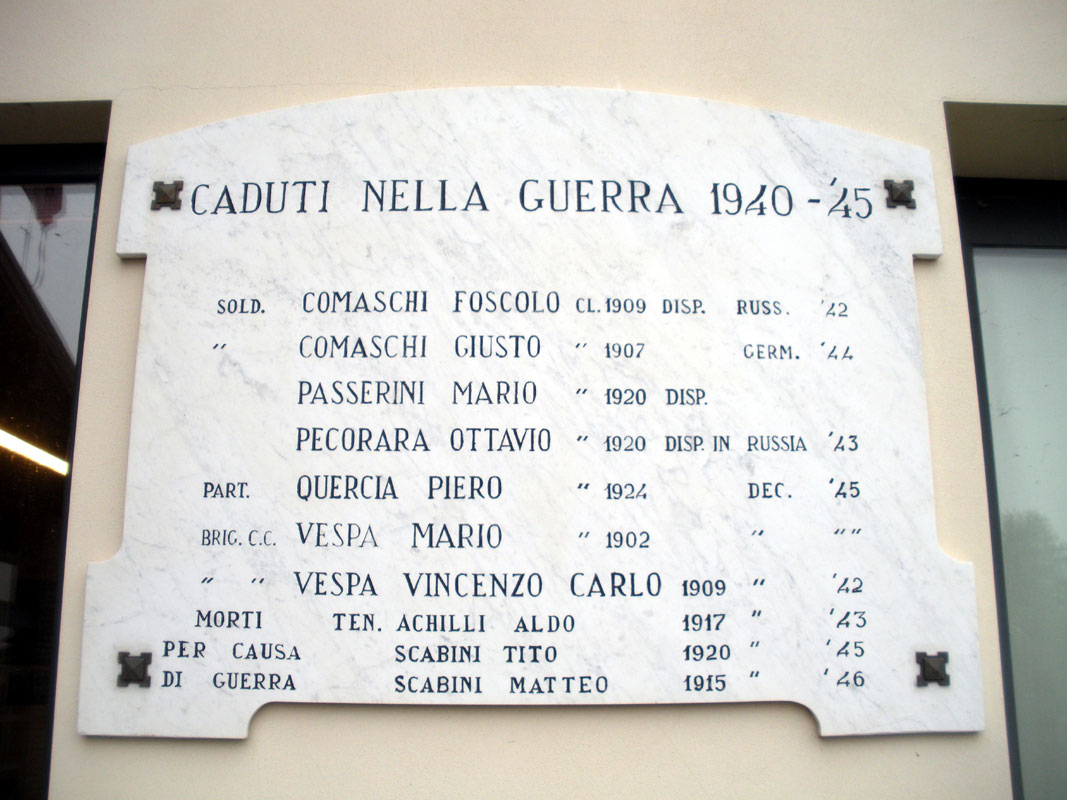 CADUTI NELLA GUERRA 1940-'45
SOLD. COMASCHI FOSCOLO CL. 1909 DISP. RUSS. '42
" COMASCHI GIUSTO " 1907 GERM. '44
PASSERINI MARIO " 1920 DISP.
PECORARA OTTAVIO " 1920 DISP. IN RUSSIA '43
PART. QUERCIA PIERO " 1924 DEC. '45
BRIG. C.C. VESPA MARIO " 1902 " " "
" " VESPA VINCENZO CARLO 1909 " '42
MORTI TEN. ACHILLI ALDO 1917 " '43
PER CAUSA SCABINI TITO 1920 " '45
DI GUERRA SCABINI MATTEO 1915 " '46